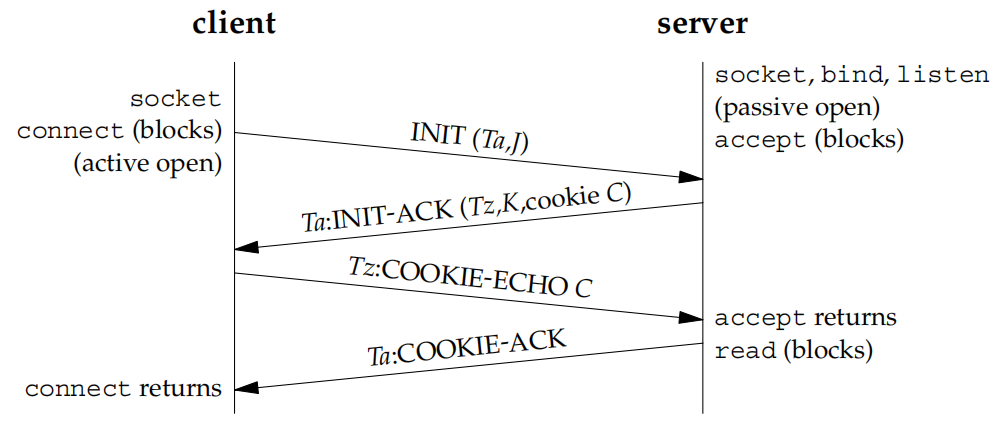 client
server
socket, bind, listen
(passive open)
accept (blocks)
socket
connect (blocks)
(active open)
INIT (Ta,J)
Ta:INIT-ACK (Tz,K,cookie C)
Tz:COOKIE-ECHO C
accept returns
read (blocks)
Ta:COOKIE-ACK
connect returns